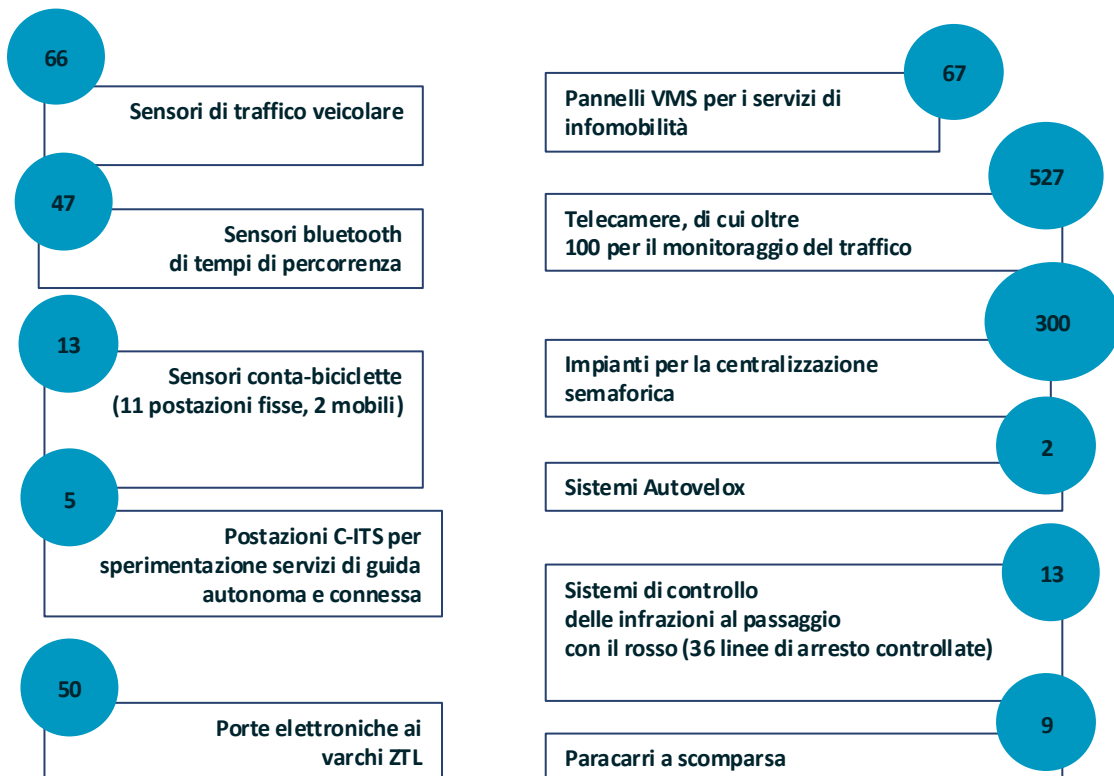 66
Sensori di traffico veicolare
47
Sensori bluetooth
di tempi di percorrenza
13
Sensori conta-biciclette
(11 postazioni fisse, 2 mobili)
5
Postazioni C-ITS per
sperimentazione servizi di guida
autonoma e connessa
50
Porte elettroniche ai
varchi ZTL
67
Pannelli VMS per i servizi di
infomobilità
527
Telecamere, di cui oltre
100 per il monitoraggio del traffico
300
Impianti per la centralizzazione
semaforica
2
Sistemi Autovelox
13
Sistemi di controllo
delle infrazioni al passaggio
con il rosso (36 linee di arresto controllate)
9
Paracarri a scomparsa